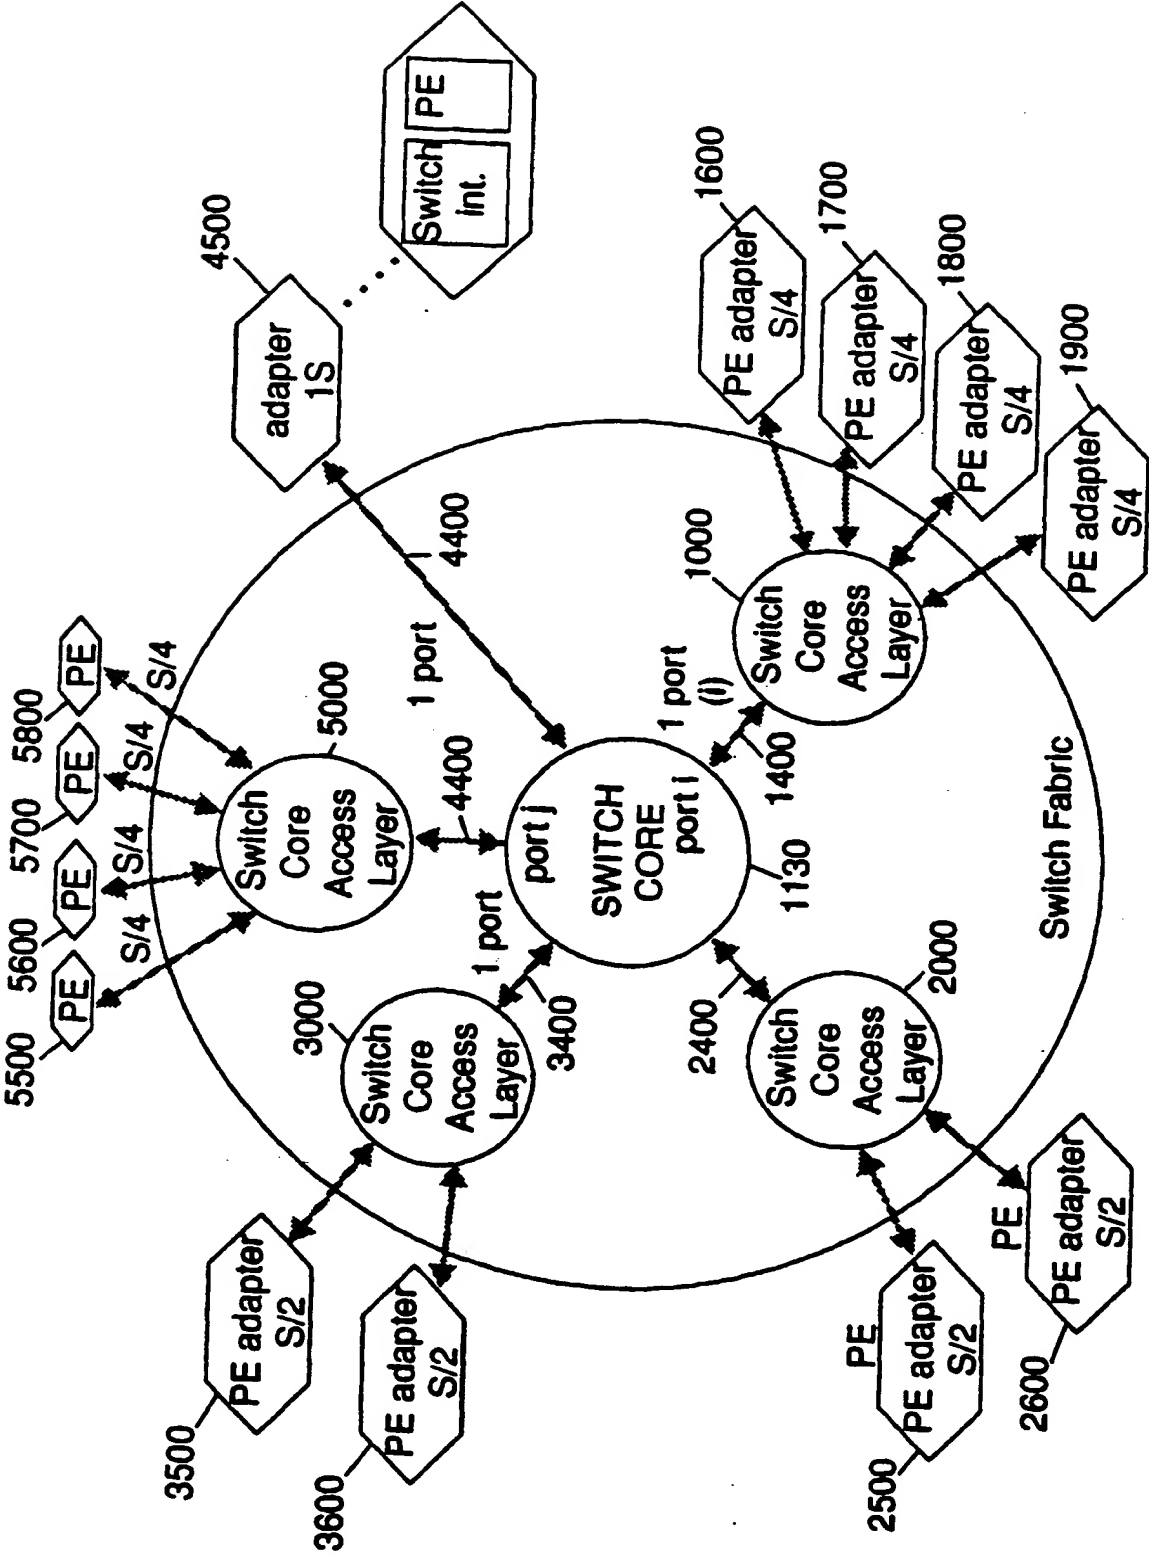 5500
5600
5700
5800
PE
PE
PE
PE
S/4
S/4
S/4
S/4
4500
adapter
1S
Switch
int.
PE
3000
Switch
Core
Access
Layer
5000
Switch
Core
Access
Layer
1 port
4400
3500
PE adapter
S/2
3600
PE adapter
S/2
1 port
3400
4400
port j
SWITCH
CORE
port i
1130
1 port
(i)
1400
1000
Switch
Core
Access
Layer
1600
PE adapter
S/4
1700
PE adapter
S/4
1800
PE adapter
S/4
1900
PE adapter
S/4
2400
2000
Switch
Core
Access
Layer
PE
PE adapter
S/2
2500
PE
PE adapter
S/2
2600
Switch Fabric